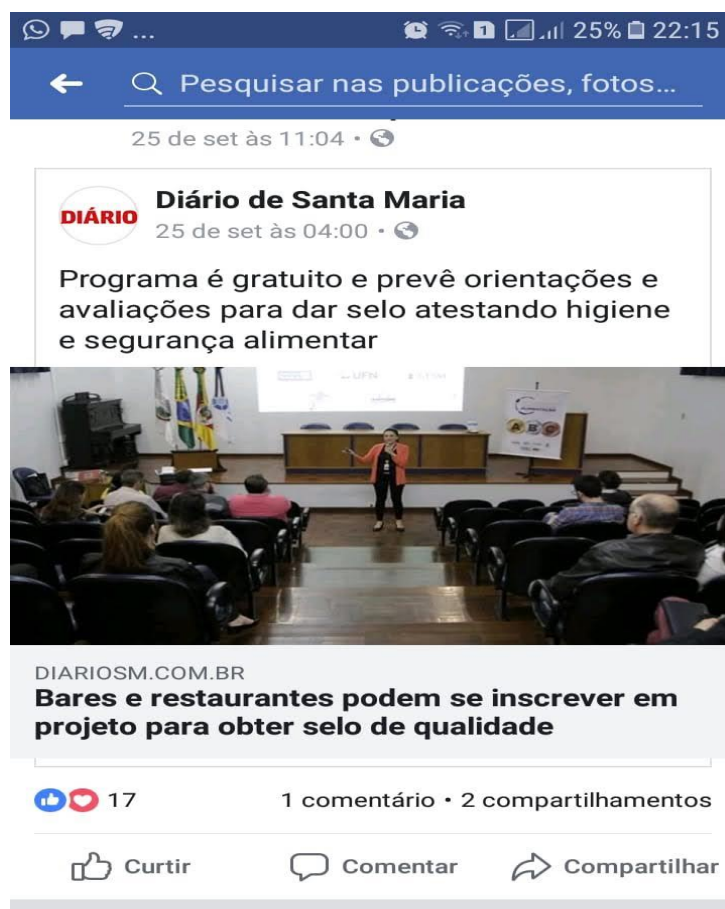 ... 1 25% 22:15
Pesquisar nas publicações, fotos...
25 de set às 11:04 •
DIÁRIO
Diário de Santa Maria
25 de set às 04:00 •
Programa é gratuito e prevê orientações e
avaliações para dar selo atestando higiene
e segurança alimentar
UFN
A B C
DIARIOSM.COM.BR
Bares e restaurantes podem se inscrever em
projeto para obter selo de qualidade
17 1 comentário • 2 compartilhamentos
Curtir Comentar Compartilhar